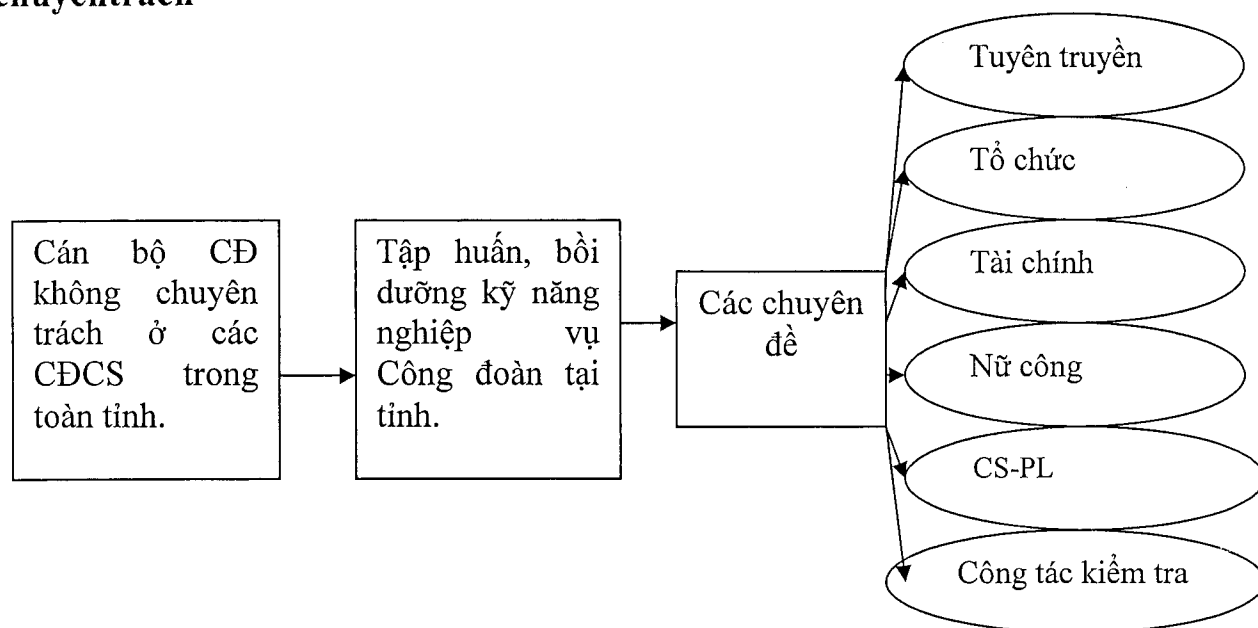 chuyêntrách
Cán bộ CĐ
không chuyên
trách ở các
CĐCS trong
toàn tỉnh.
Tập huấn, bồi
dưỡng kỹ năng
nghiệp vụ
Công đoàn tại
tỉnh.
Các chuyên
đề
Tuyên truyền
Tổ chức
Tài chính
Nữ công
CS-PL
Công tác kiểm tra